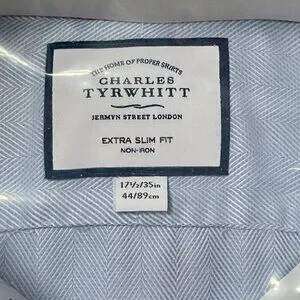 THE HOME OF PROPER SHIRTS
CHARLES
TYRWHITT
JERMYN STREET LONDON
EXTRA SLIM FIT
NON-IRON
17½/35in
44/89cm